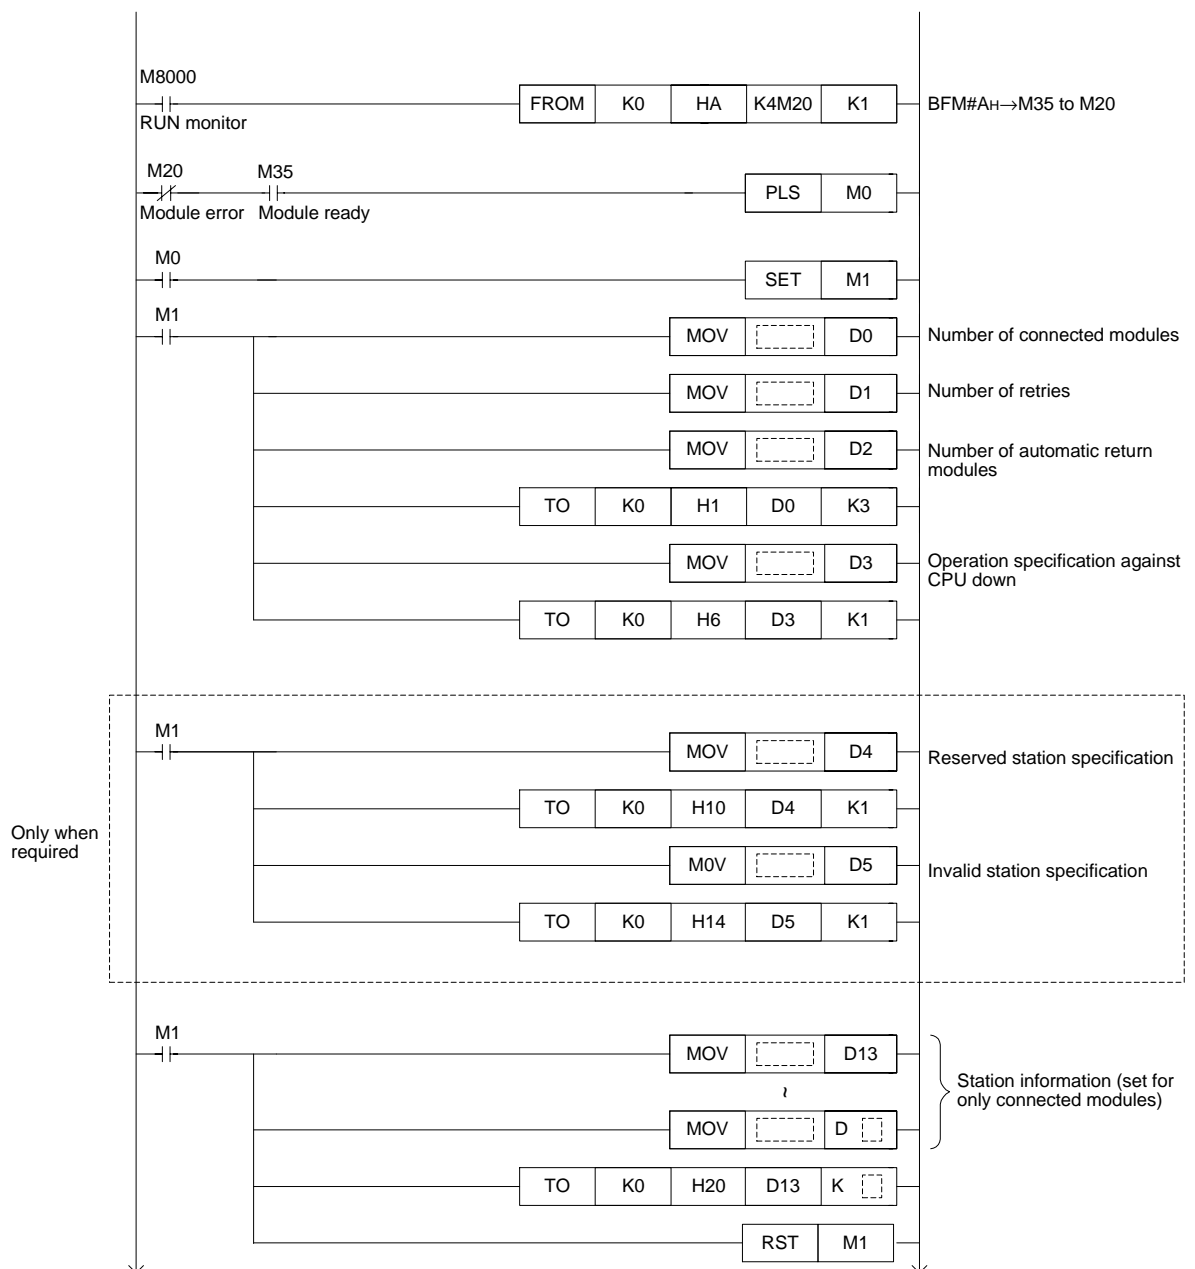 M8000
FROM K0 HA K4M20 K1 BFM#AH→M35 to M20
RUN monitor
M20 M35
PLS M0
Module error Module ready
M0
SET M1
M1
MOV D0 Number of connected modules
MOV D1 Number of retries
MOV D2 Number of automatic return
modules
TO K0 H1 D0 K3
MOV D3 Operation specification against
CPU down
TO K0 H6 D3 K1
M1
MOV D4 Reserved station specification
TO K0 H10 D4 K1
Only when
required
M0V D5 Invalid station specification
TO K0 H14 D5 K1
M1
MOV D13
Station information (set for
only connected modules)
~
MOV D
TO K0 H20 D13 K
RST M1